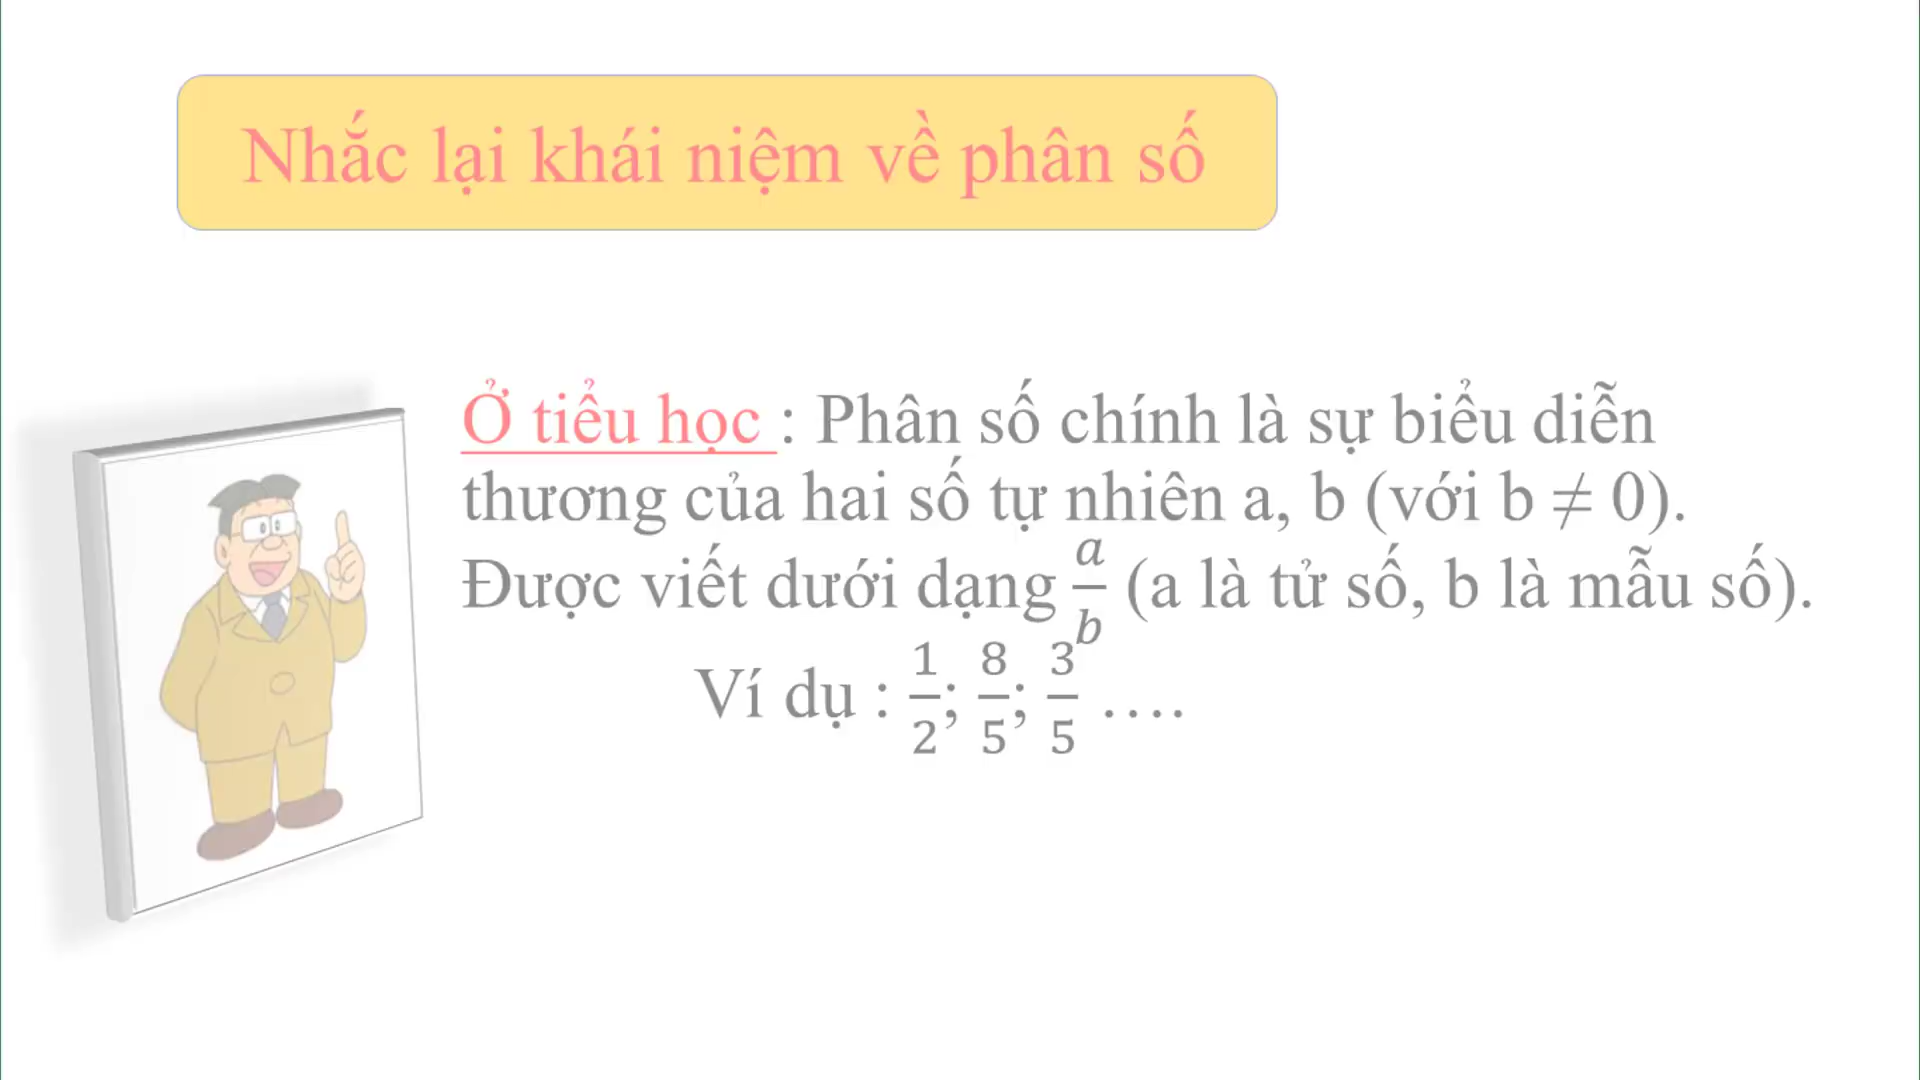 Nhắc lại khái niệm về phân số
Ở tiểu học : Phân số chính là sự biểu diễn
thương của hai số tự nhiên a, b (với b ≠ 0).
Được viết dưới dạng a/b (a là tử số, b là mẫu số).
Ví dụ : 1/2; 8/5; 3/5 ….